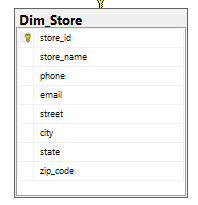 Dim_Store
store_id
store_name
phone
email
street
city
state
zip_code